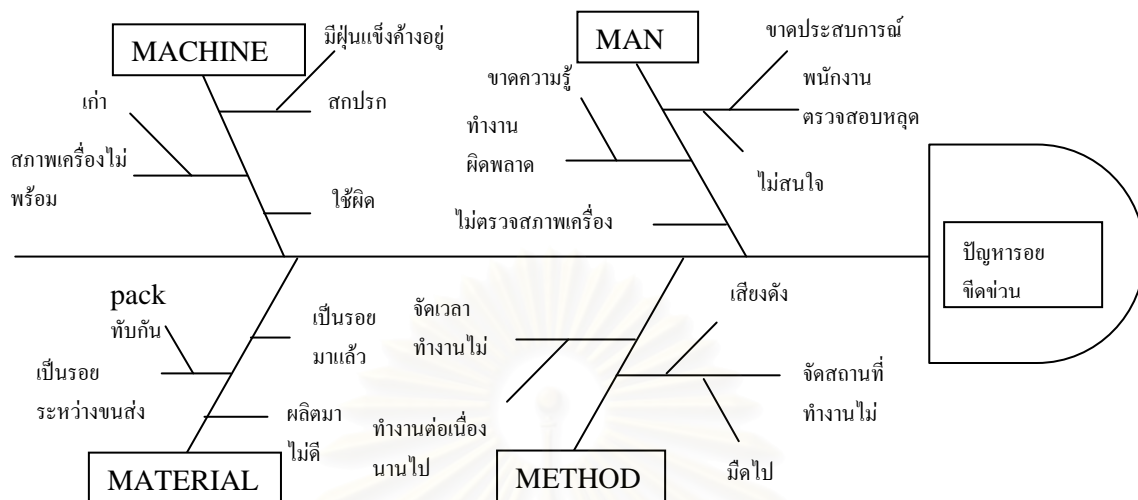 MACHINE
มีฝุ่นแข็งค้างอยู่
สกปรก
เก่า
สภาพเครื่องไม่
พร้อม
ใช้ผิด
MAN
ขาดประสบการณ์
พนักงาน
ตรวจสอบหลุด
ไม่สนใจ
ขาดความรู้
ทำงาน
ผิดพลาด
ไม่ตรวจสภาพเครื่อง
ปัญหารอย
ขีดข่วน
pack
ทับกัน
เป็นรอย
มาแล้ว
เป็นรอย
ระหว่างขนส่ง
ผลิตมา
ไม่ดี
MATERIAL
จัดเวลา
ทำงานไม่
ทำงานต่อเนื่อง
นานไป
เสียงดัง
จัดสถานที่
ทำงานไม่
มืดไป
METHOD